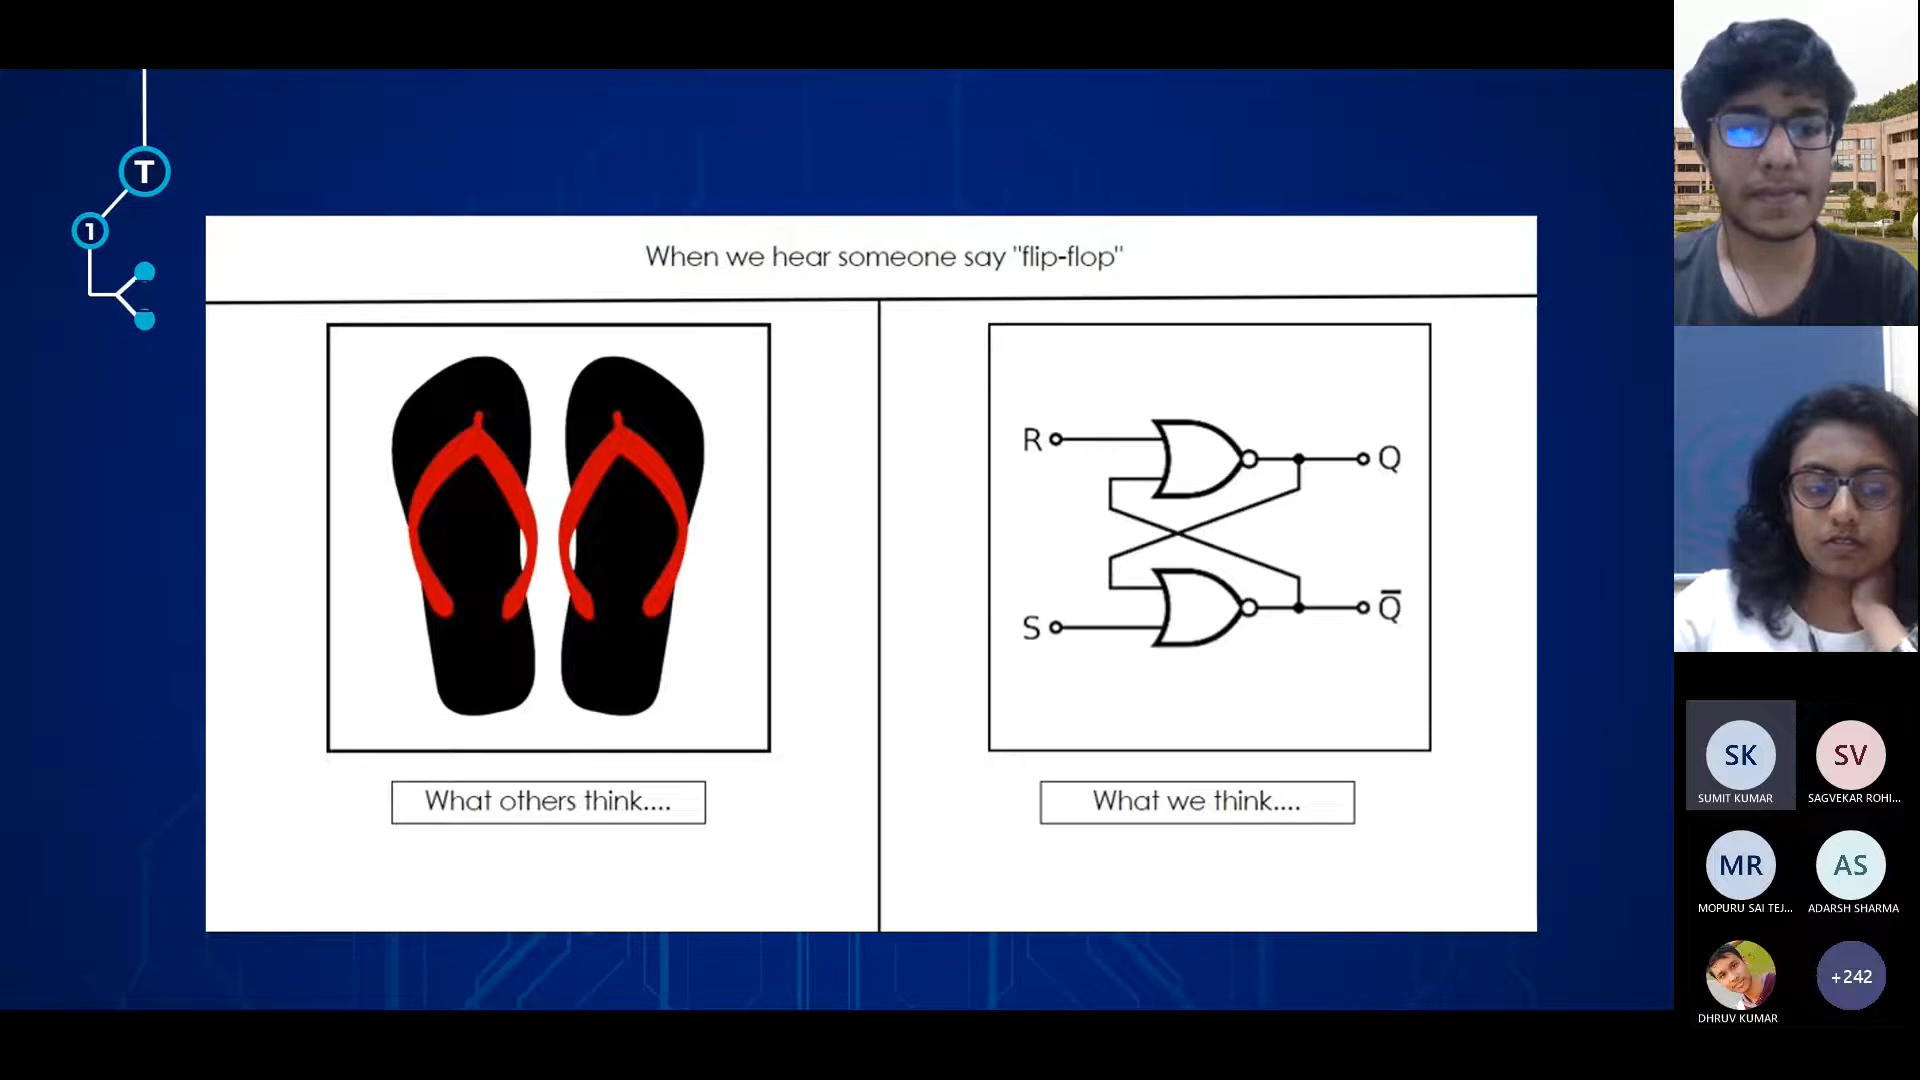 T
1
When we hear someone say "flip-flop"
R
Q
S
Q̅
What others think....
What we think....
SK
SUMIT KUMAR
SV
SAGVEKAR ROHI...
MR
MOPURU SAI TEJ...
AS
ADARSH SHARMA
DHRUV KUMAR
+242